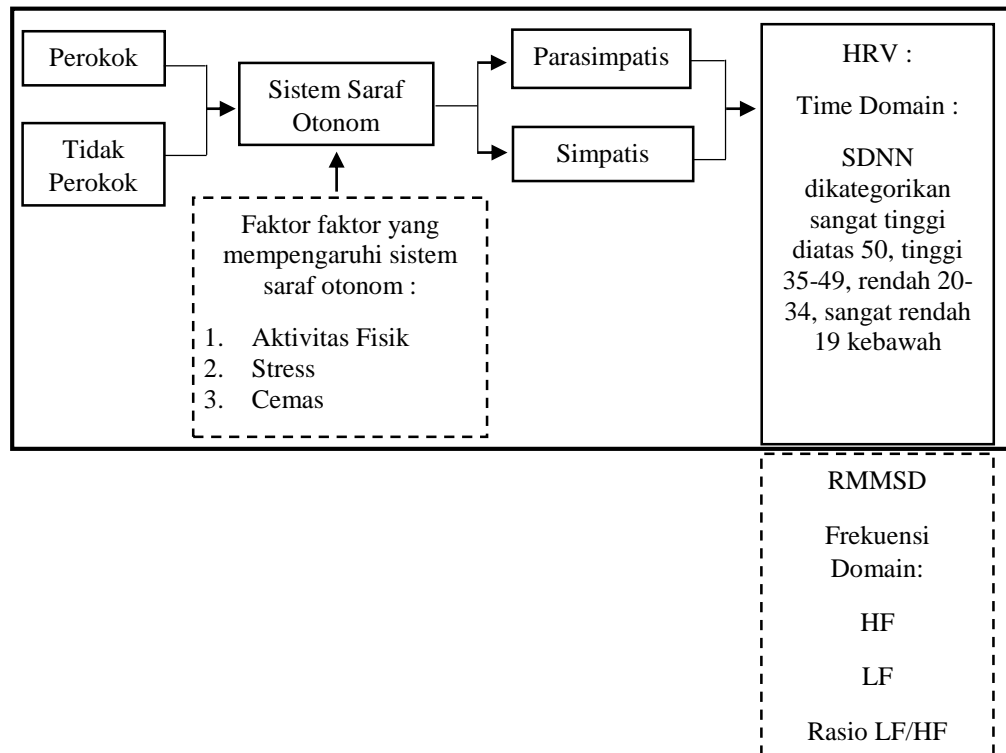 Perokok
Tidak
Perokok
Sistem Saraf
Otonom
Faktor faktor yang
mempengaruhi sistem
saraf otonom :
1. Aktivitas Fisik
2. Stress
3. Cemas
Parasimpatis
Simpatis
HRV :
Time Domain :
SDNN
dikategorikan
sangat tinggi
diatas 50, tinggi
35-49, rendah 20-
34, sangat rendah
19 kebawah
RMMSD
Frekuensi
Domain:
HF
LF
Rasio LF/HF